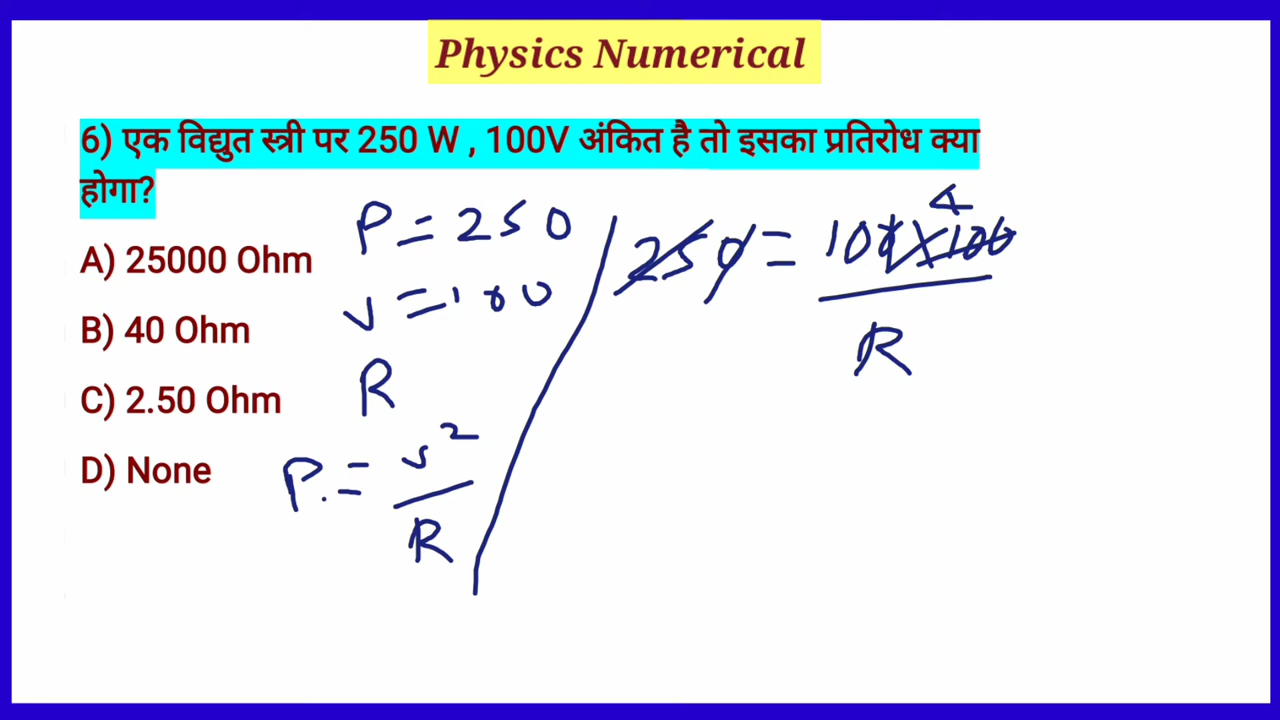 Physics Numerical
6) एक विद्युत स्त्री पर 250 W , 100V अंकित है तो इसका प्रतिरोध क्या
होगा?
A) 25000 Ohm
B) 40 Ohm
C) 2.50 Ohm
D) None
P = 250
V = 100
R
P = V²
R
250 = 100 × 100
4
R